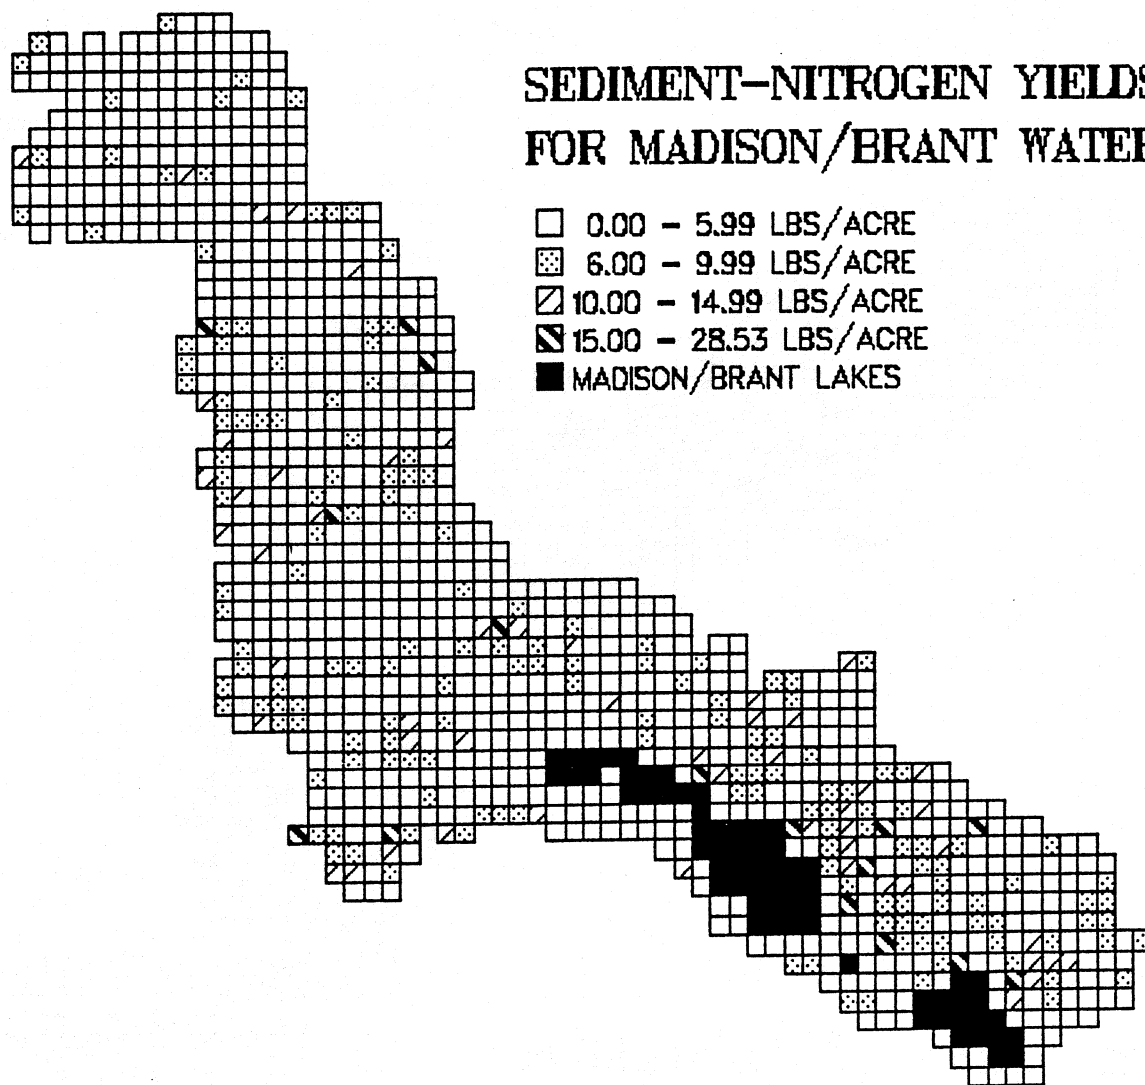 SEDIMENT-NITROGEN YIELDS
FOR MADISON/BRANT WATER
0.00 - 5.99 LBS/ACRE
6.00 - 9.99 LBS/ACRE
10.00 - 14.99 LBS/ACRE
15.00 - 28.53 LBS/ACRE
MADISON/BRANT LAKES